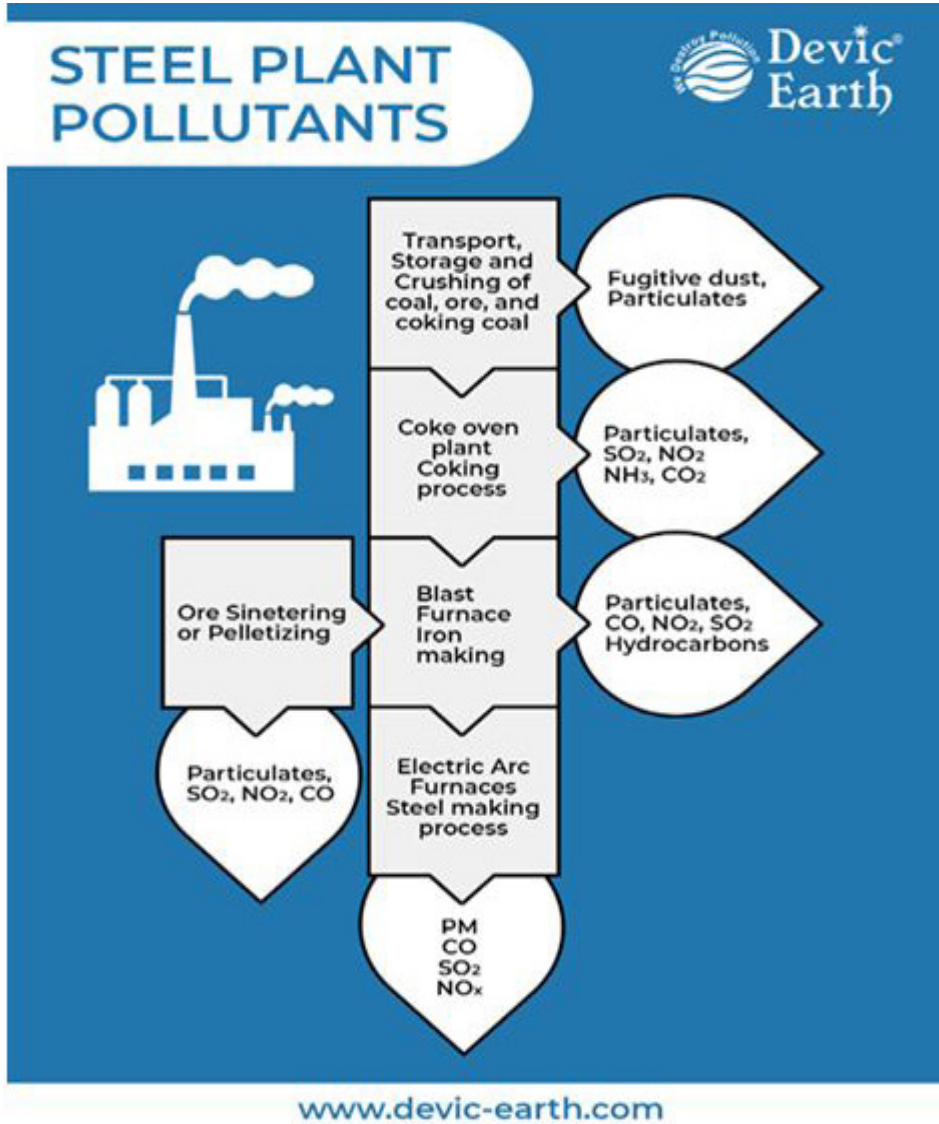 STEEL PLANT
POLLUTANTS
We Destroy Pollution
Devic®
Earth
Transport,
Storage and
Crushing of
coal, ore, and
coking coal
Fugitive dust,
Particulates
Coke oven
plant
Coking
process
Particulates,
SO₂, NO₂
NH₃, CO₂
Ore Sinetering
or Pelletizing
Blast
Furnace
Iron
making
Particulates,
CO, NO₂, SO₂
Hydrocarbons
Particulates,
SO₂, NO₂, CO
Electric Arc
Furnaces
Steel making
process
PM
CO
SO₂
NOₓ
www.devic-earth.com